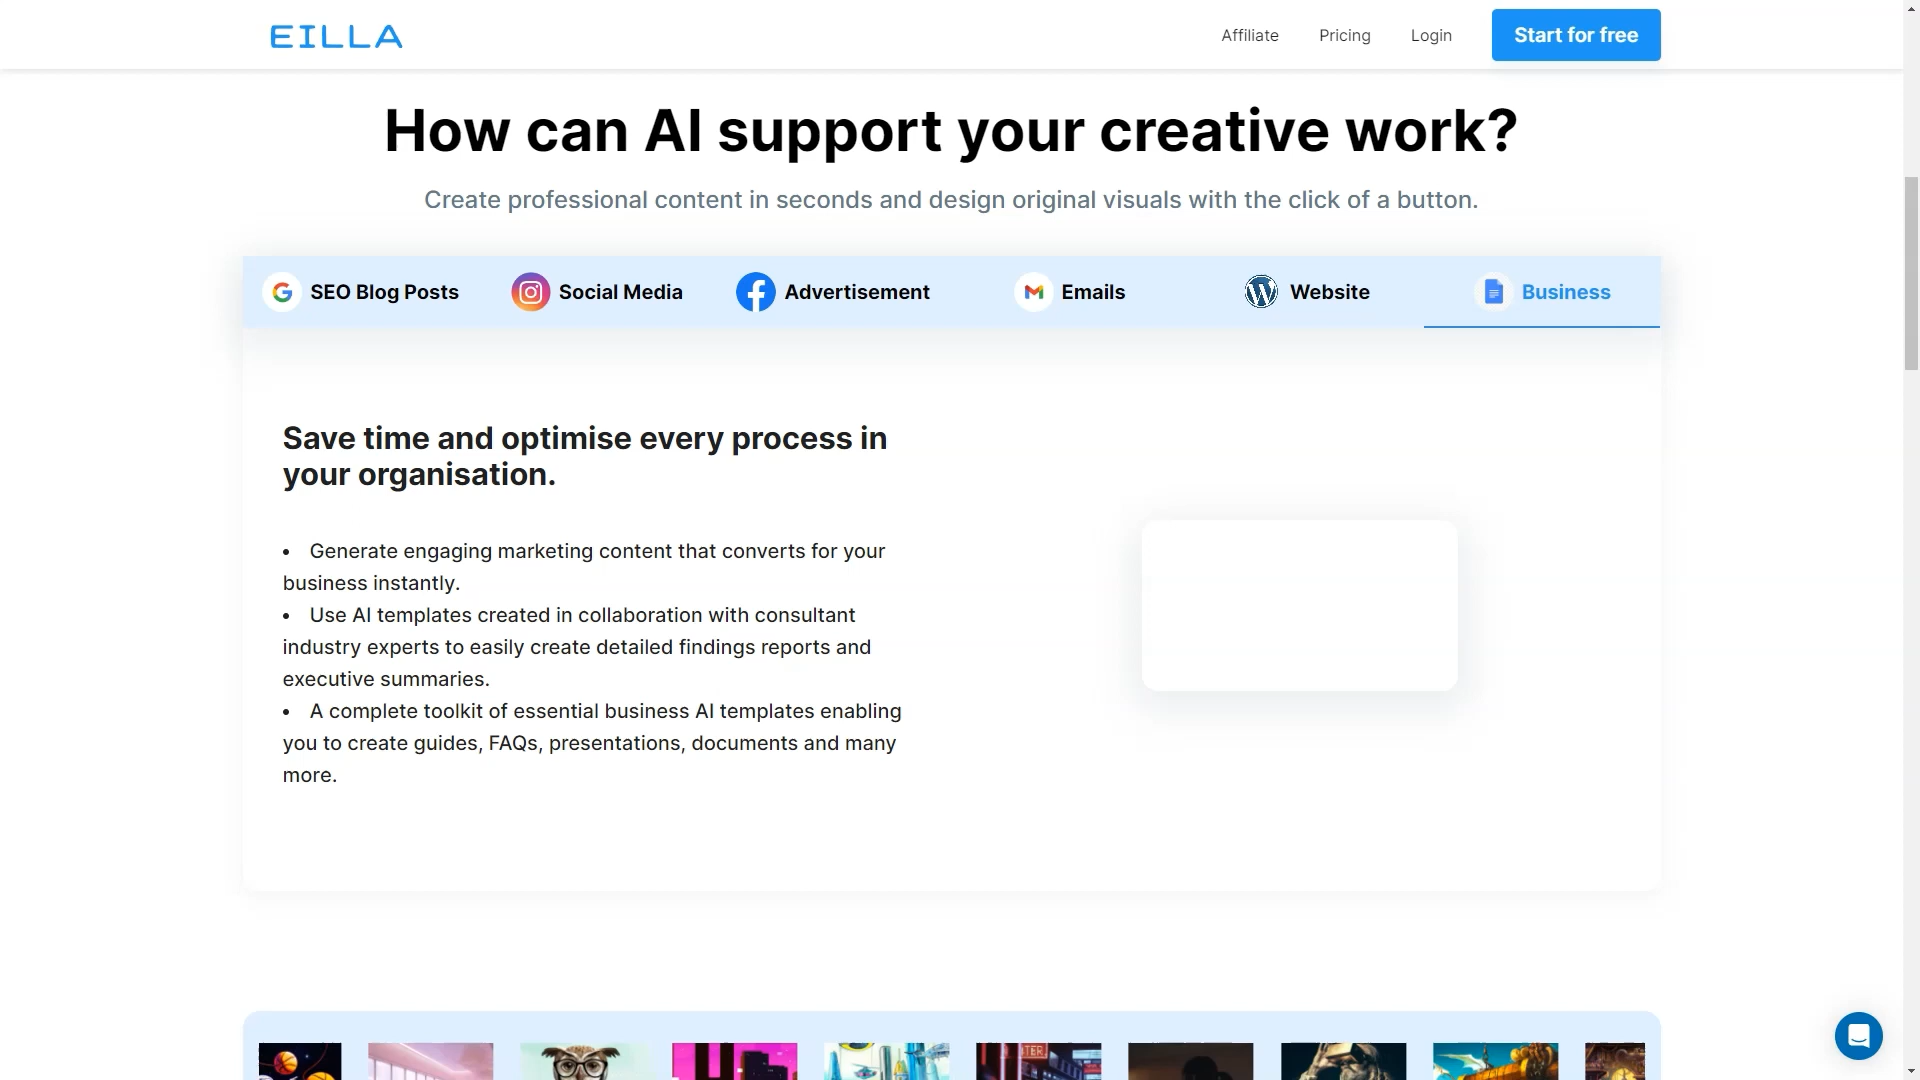 EILLA
Affiliate
Pricing
Login
Start for free
How can AI support your creative work?
Create professional content in seconds and design original visuals with the click of a button.
SEO Blog Posts
Social Media
Advertisement
Emails
Website
Business
Save time and optimise every process in
your organisation.
• Generate engaging marketing content that converts for your
business instantly.
• Use AI templates created in collaboration with consultant
industry experts to easily create detailed findings reports and
executive summaries.
• A complete toolkit of essential business AI templates enabling
you to create guides, FAQs, presentations, documents and many
more.